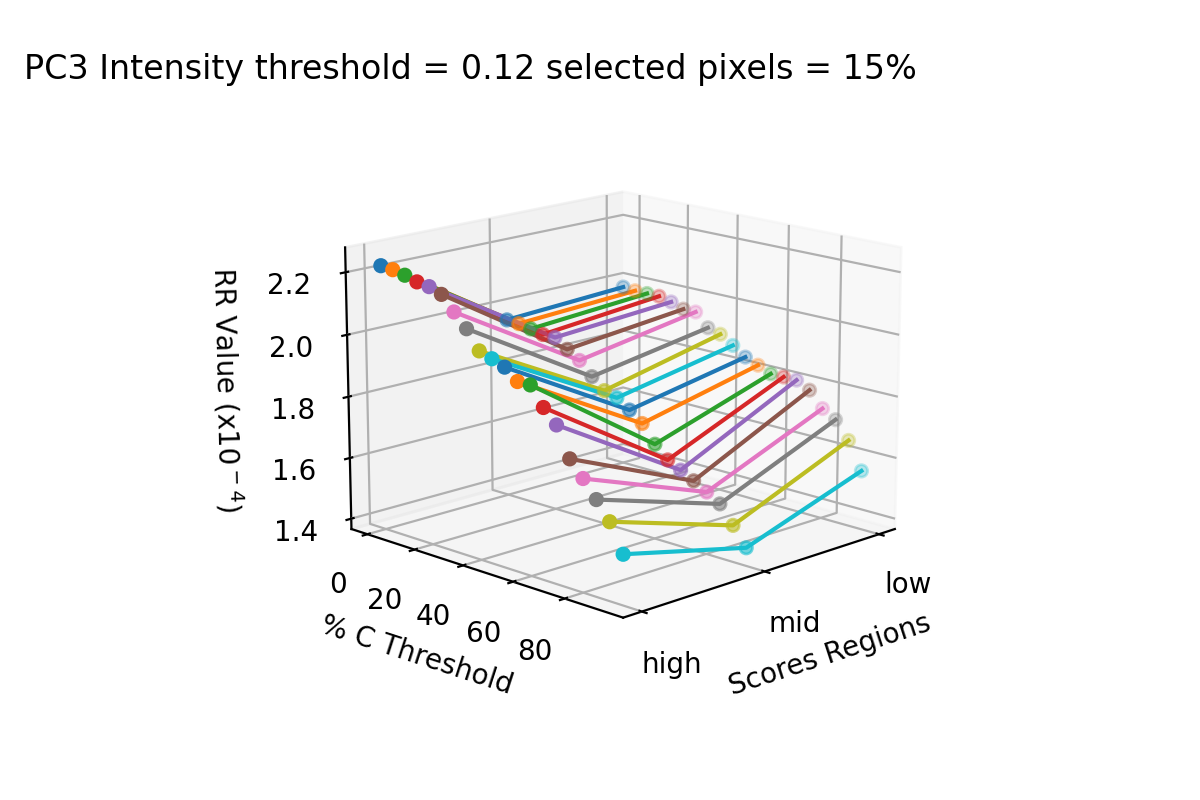 PC3 Intensity threshold = 0.12 selected pixels = 15%
RR Value (x10⁻⁴)
2.2
2.0
1.8
1.6
1.4
0
20
40
60
80
% C Threshold
high
mid
low
Scores Regions